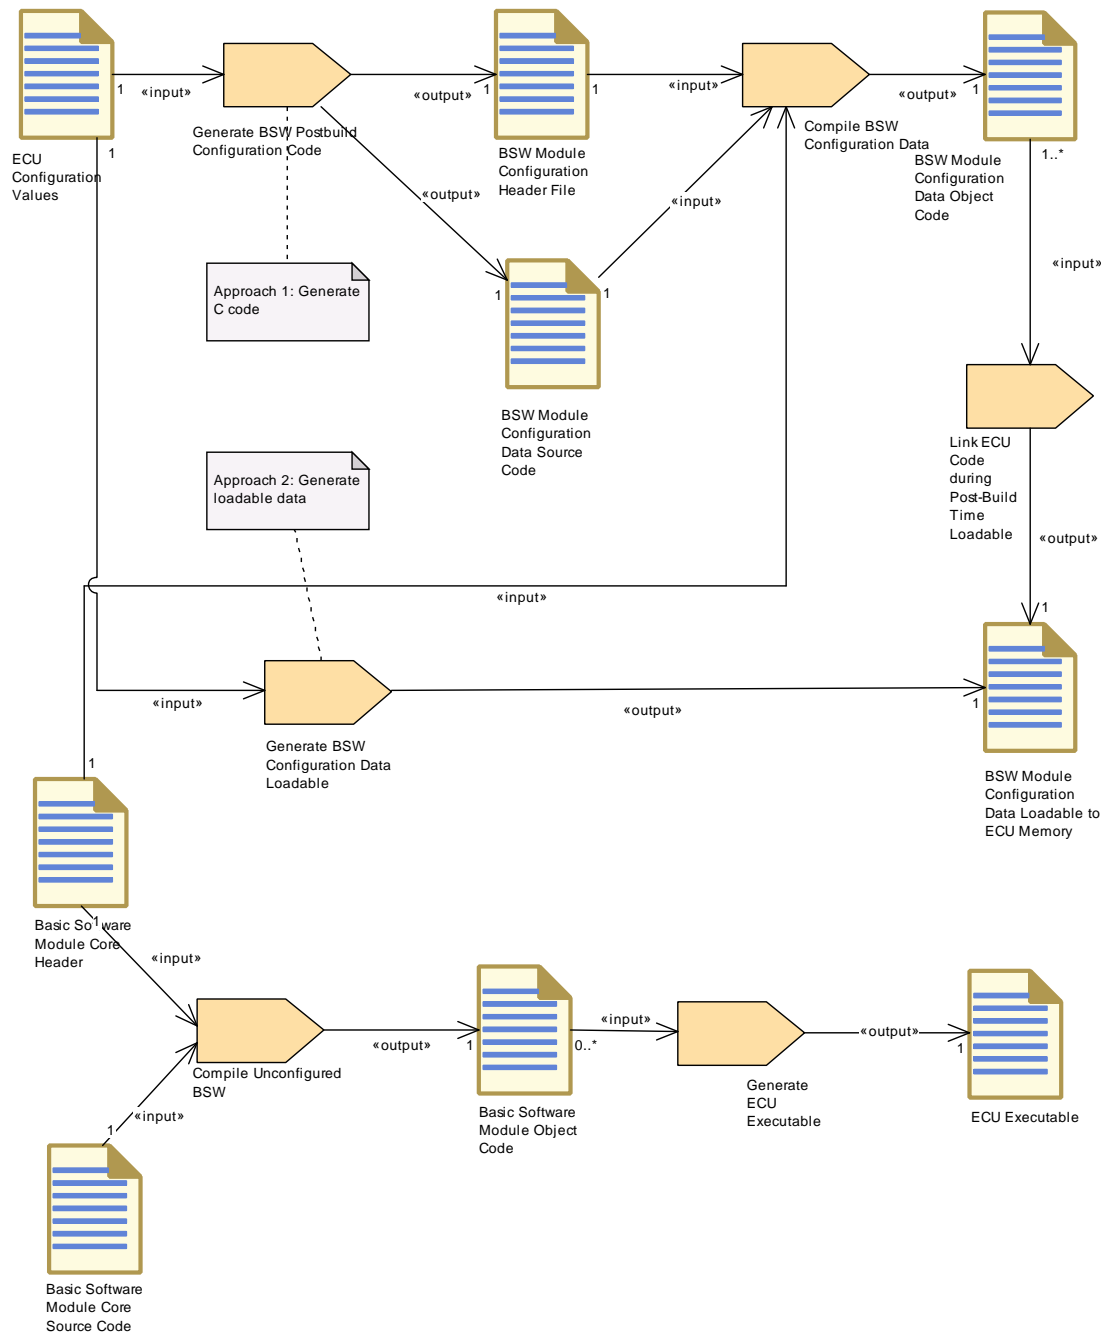 1
«input»
«output»
1
1
«input»
«output»
1
Generate BSW Postbuild
Configuration Code
Compile BSW
Configuration Data
ECU
Configuration
Values
1
BSW Module
Configuration
Header File
BSW Module
Configuration
Data Object
Code
1..*
«output»
«input»
«input»
Approach 1: Generate
C code
1
1
BSW Module
Configuration
Data Source
Code
Link ECU
Code
during
Post-Build
Time
Loadable
Approach 2: Generate
loadable data
«output»
«input»
1
«input»
«output»
1
Generate BSW
Configuration Data
Loadable
1
BSW Module
Configuration
Data Loadable to
ECU Memory
Basic Software
Module Core
Header
1
«input»
«output»
1
0..*
«input»
«output»
1
Compile Unconfigured
BSW
«input»
1
Basic Software
Module Object
Code
Generate
ECU
Executable
ECU Executable
Basic Software
Module Core
Source Code